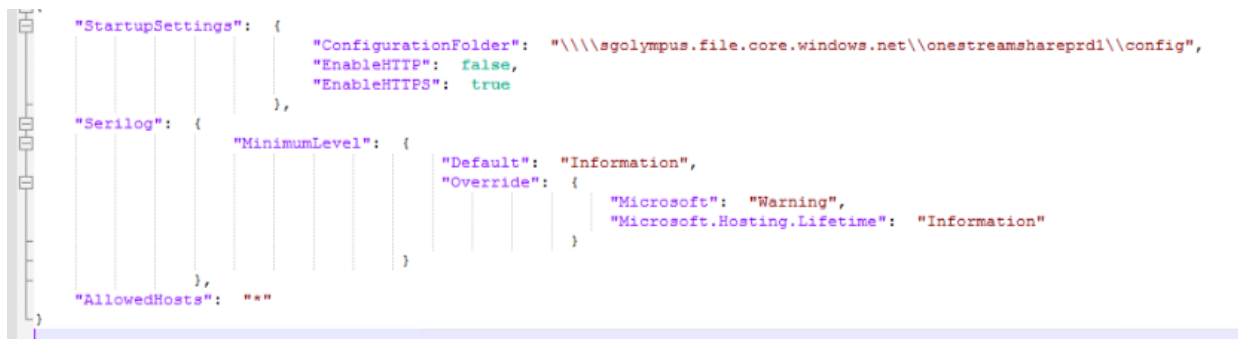 {
"StartupSettings": {
"ConfigurationFolder": "\\\\sgolympus.file.core.windows.net\\onestreamshareprd1\\config",
"EnableHTTP": false,
"EnableHTTPS": true
},
"Serilog": {
"MinimumLevel": {
"Default": "Information",
"Override": {
"Microsoft": "Warning",
"Microsoft.Hosting.Lifetime": "Information"
}
}
},
"AllowedHosts": "*"
}